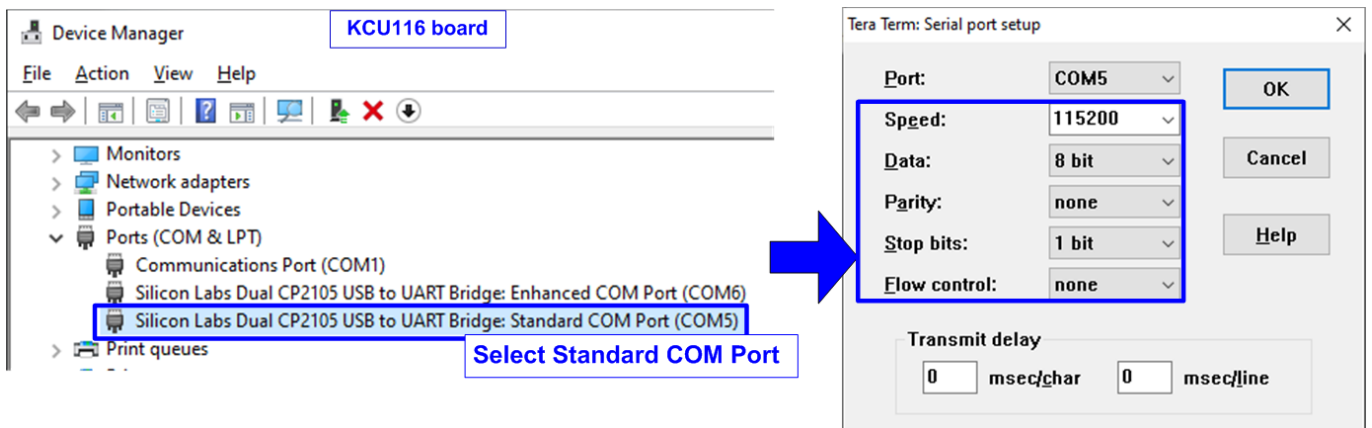 Device Manager
KCU116 board
File Action View Help
Monitors
Network adapters
Portable Devices
Ports (COM & LPT)
Communications Port (COM1)
Silicon Labs Dual CP2105 USB to UART Bridge: Enhanced COM Port (COM6)
Silicon Labs Dual CP2105 USB to UART Bridge: Standard COM Port (COM5)
Print queues
Select Standard COM Port
Tera Term: Serial port setup
Port: COM5
OK
Speed: 115200
Data: 8 bit
Cancel
Parity: none
Stop bits: 1 bit
Help
Flow control: none
Transmit delay
0 msec/char 0 msec/line